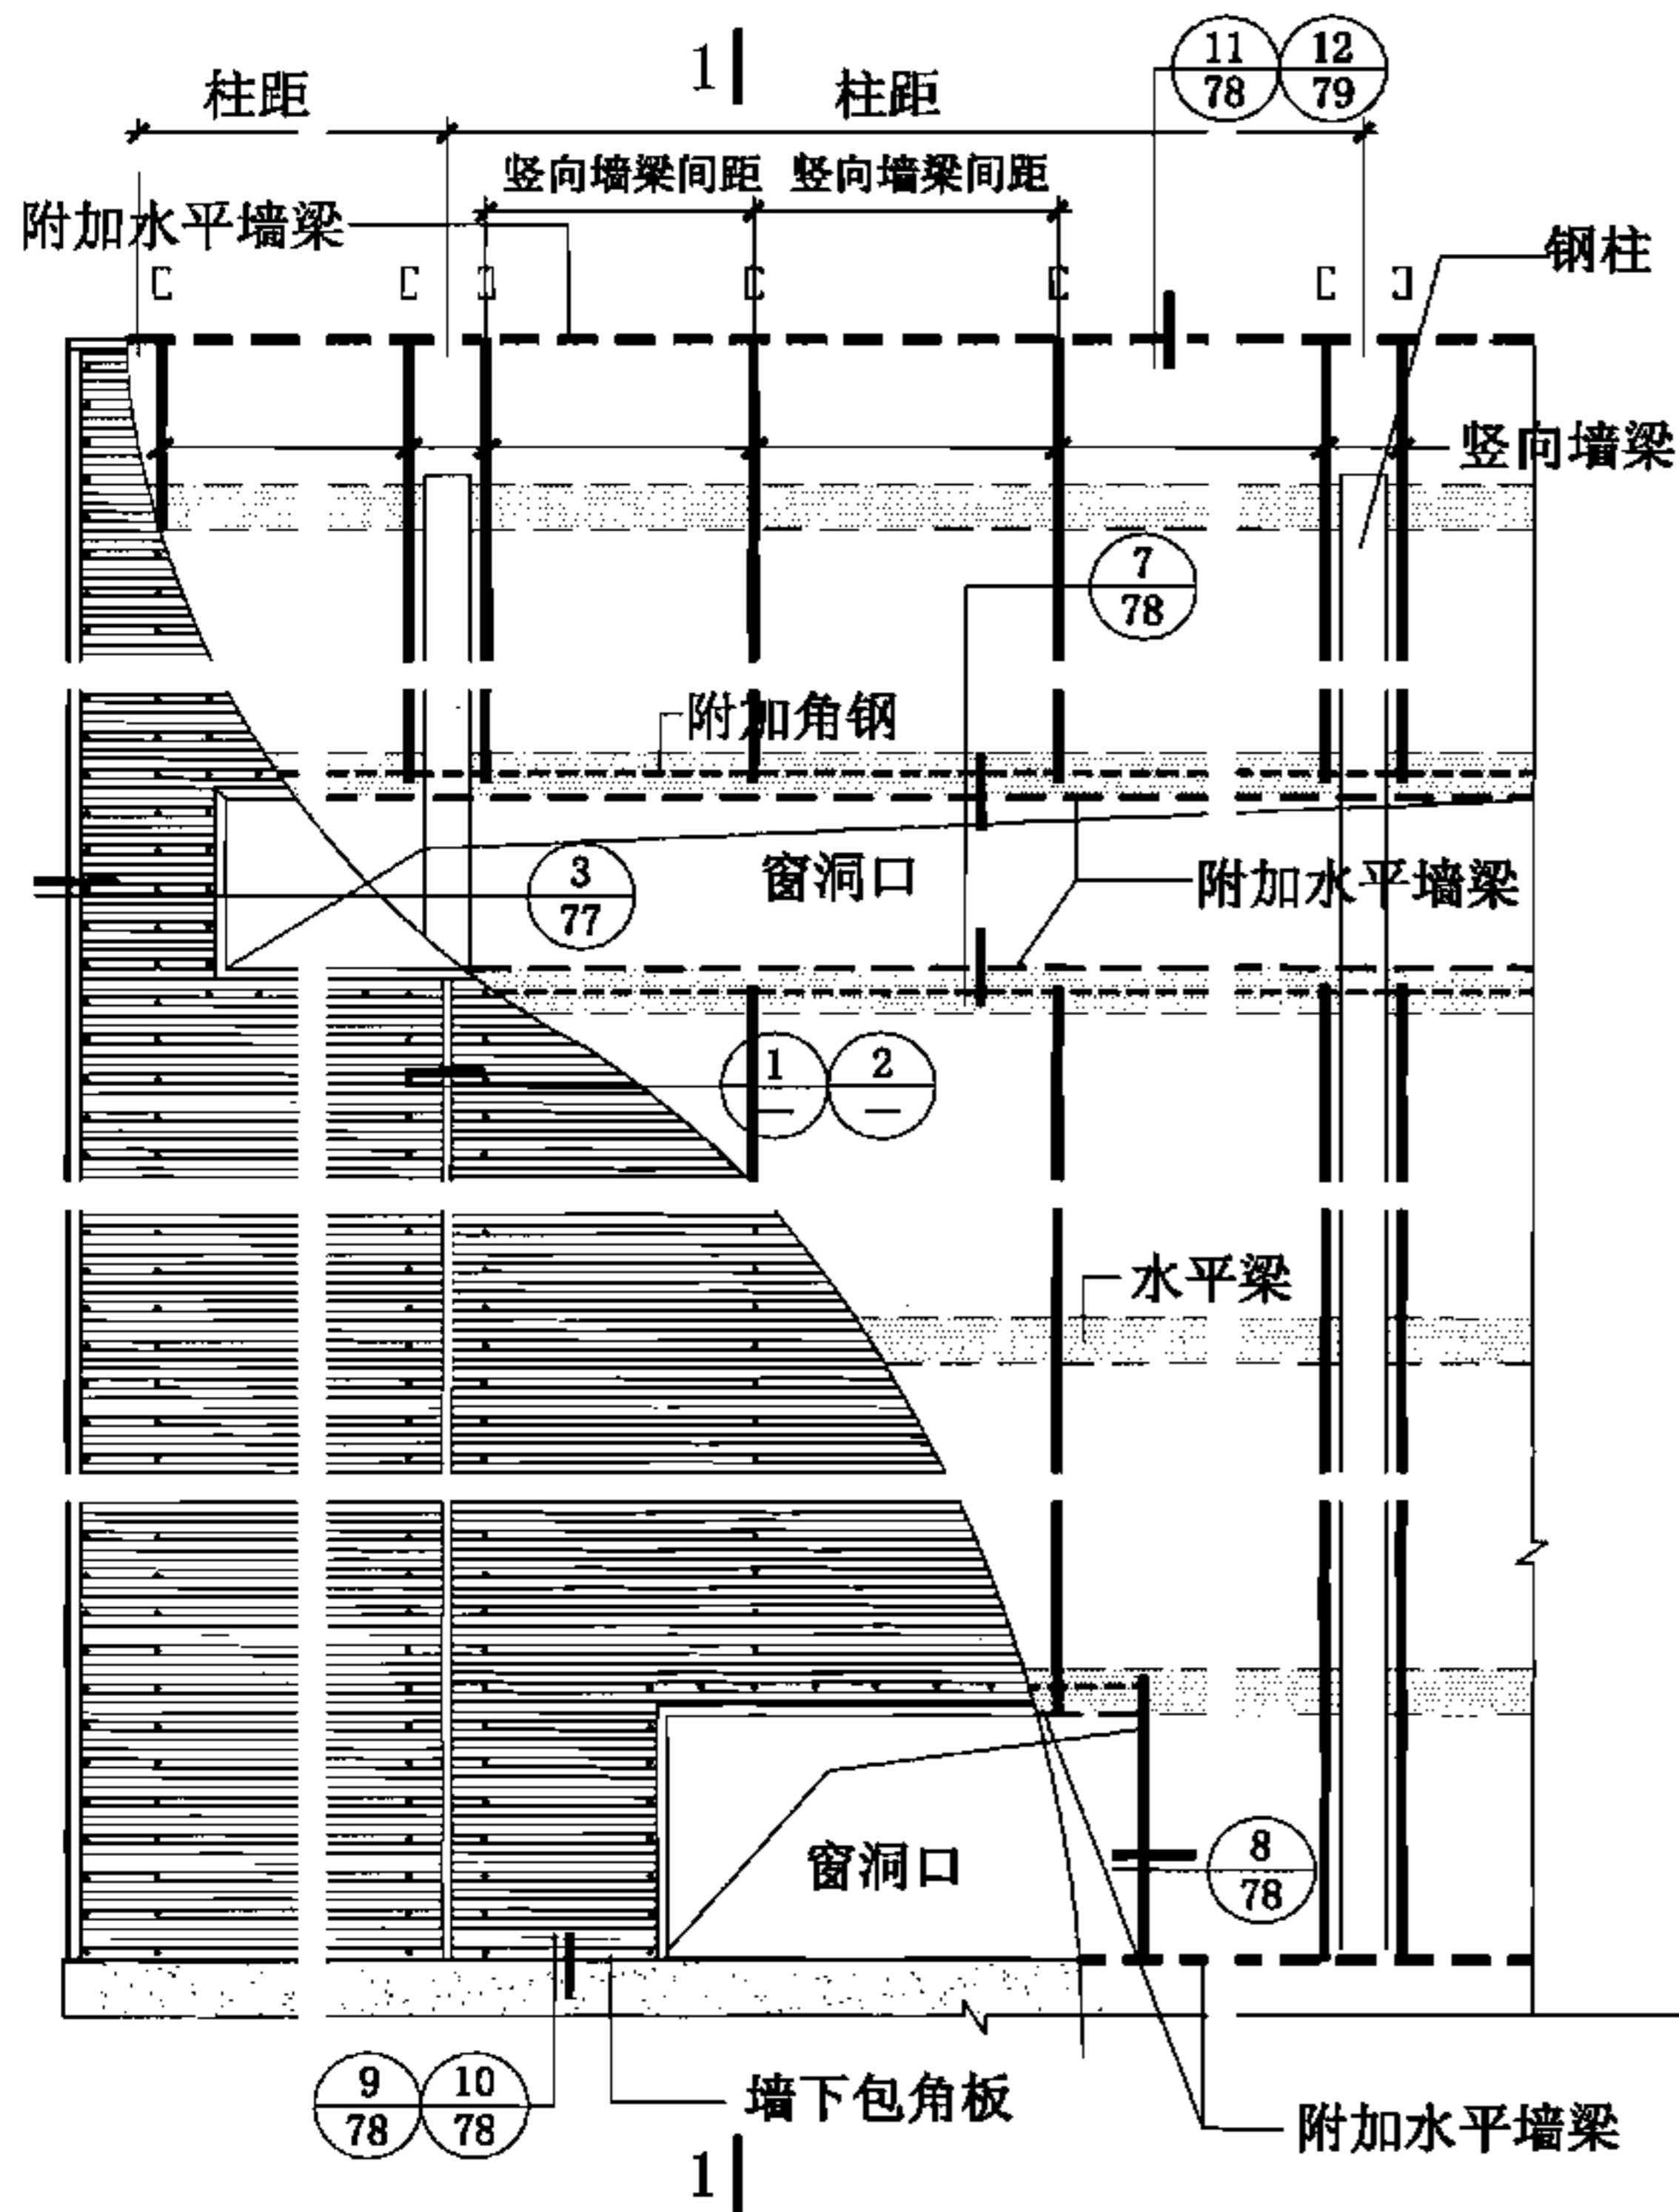 1
11 12
78 79
柱距 柱距
竖向墙梁间距 竖向墙梁间距
附加水平墙梁
钢柱
竖向墙梁
7
78
附加角钢
3
77
窗洞口
附加水平墙梁
1 2
— —
水平梁
窗洞口
8
78
9 10
78 78
墙下包角板
附加水平墙梁
1